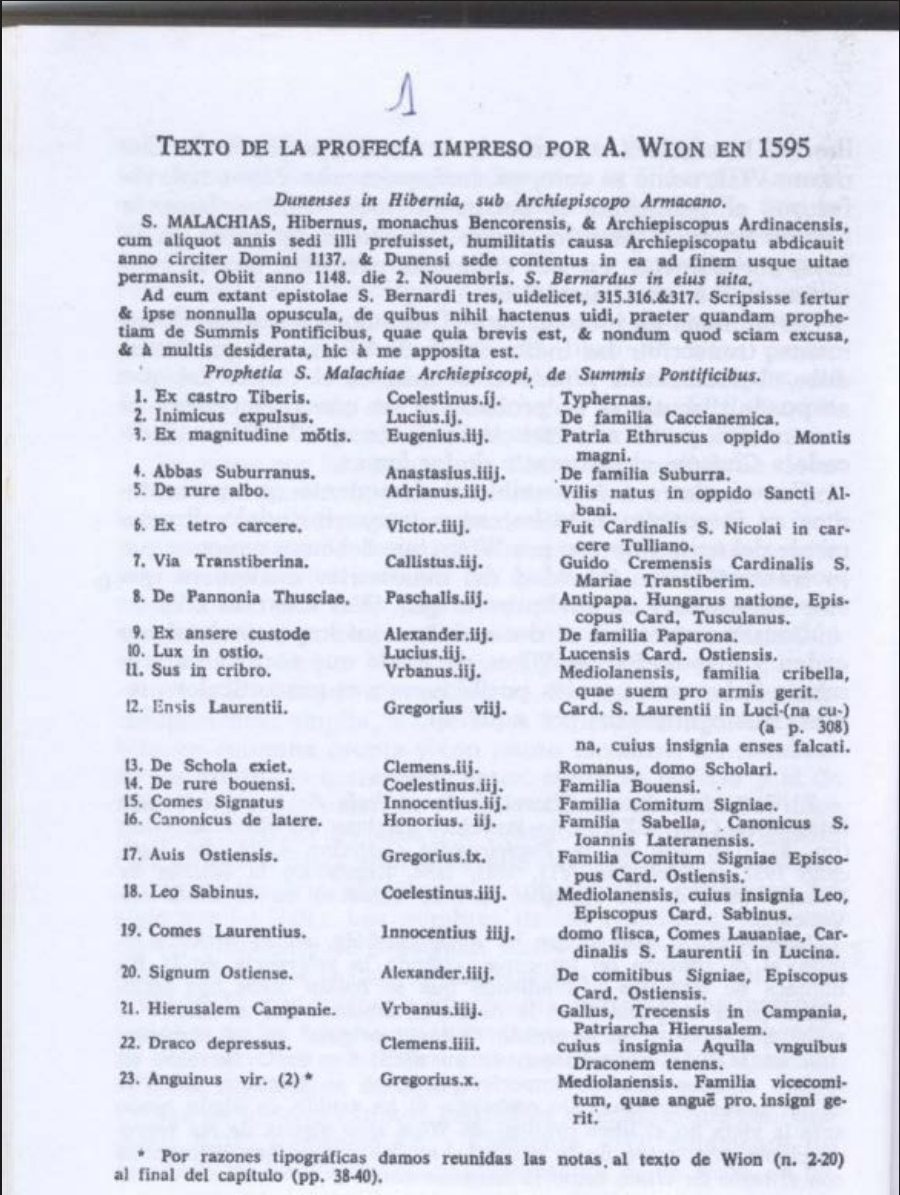 1
TEXTO DE LA PROFECÍA IMPRESO POR A. WION EN 1595
Dunenses in Hibernia, sub Archiepiscopo Armacano.
S. MALACHIAS, Hibernus, monachus Bencorensis, & Archiepiscopus Ardinacensis,
cum aliquot annis sedi illi prefuisset, humilitatis causa Archiepiscopatu abdicauit
anno circiter Domini 1137. & Dunensi sede contentus in ea ad finem usque uitae
permansit. Obiit anno 1148. die 2. Nouembris. S. Bernardus in eius uita.
Ad eum extant epistolae S. Bernardi tres, uidelicet, 315.316.&317. Scripsisse fertur
& ipse nonnulla opuscula, de quibus nihil hactenus uidi, praeter quandam prophe-
tiam de Summis Pontificibus, quae quia brevis est, & nondum quod sciam excusa,
& à multis desiderata, hic à me apposita est.
Prophetia S. Malachiae Archiepiscopi, de Summis Pontificibus.
1. Ex castro Tiberis. Coelestinus.ij. Typhernas.
2. Inimicus expulsus. Lucius.ij. De familia Caccianemica.
3. Ex magnitudine mõtis. Eugenius.iij. Patria Ethruscus oppido Montis
magni.
4. Abbas Suburranus. Anastasius.iiij. De familia Suburra.
5. De rure albo. Adrianus.iiij. Vilis natus in oppido Sancti Al-
bani.
6. Ex tetro carcere. Victor.iiij. Fuit Cardinalis S. Nicolai in car-
cere Tulliano.
7. Via Transtiberina. Callistus.iij. Guido Cremensis Cardinalis S.
Mariae Transtiberim.
8. De Pannonia Thusciae. Paschalis.iij. Antipapa. Hungarus natione, Epis-
copus Card. Tusculanus.
9. Ex ansere custode Alexander.iij. De familia Paparona.
10. Lux in ostio. Lucius.iij. Lucensis Card. Ostiensis.
11. Sus in cribro. Vrbanus.iij. Mediolanensis, familia cribella,
quae suem pro armis gerit.
12. Ensis Laurentii. Gregorius viij. Card. S. Laurentii in Luci-(na cu-)
(a p. 308)
na, cuius insignia enses falcati.
13. De Schola exiet. Clemens.iij. Romanus, domo Scholari.
14. De rure bouensi. Coelestinus.iij. Familia Bouensi.
15. Comes Signatus Innocentius.iij. Familia Comitum Signiae.
16. Canonicus de latere. Honorius. iij. Familia Sabella, Canonicus S.
Ioannis Lateranensis.
17. Auis Ostiensis. Gregorius.ix. Familia Comitum Signiae Episco-
pus Card. Ostiensis.
18. Leo Sabinus. Coelestinus.iiij. Mediolanensis, cuius insignia Leo,
Episcopus Card. Sabinus.
19. Comes Laurentius. Innocentius iiij. domo flisca, Comes Lauaniae, Car-
dinalis S. Laurentii in Lucina.
20. Signum Ostiense. Alexander.iiij. De comitibus Signiae, Episcopus
Card. Ostiensis.
21. Hierusalem Campanie. Vrbanus.iiij. Gallus, Trecensis in Campania,
Patriarcha Hierusalem.
22. Draco depressus. Clemens.iiii. cuius insignia Aquila vnguibus
Draconem tenens.
23. Anguinus vir. (2) * Gregorius.x. Mediolanensis. Familia vicecomi-
tum, quae anguẽ pro. insigni ge-
rit.
* Por razones tipográficas damos reunidas las notas al texto de Wion (n. 2-20)
al final del capítulo (pp. 38-40).